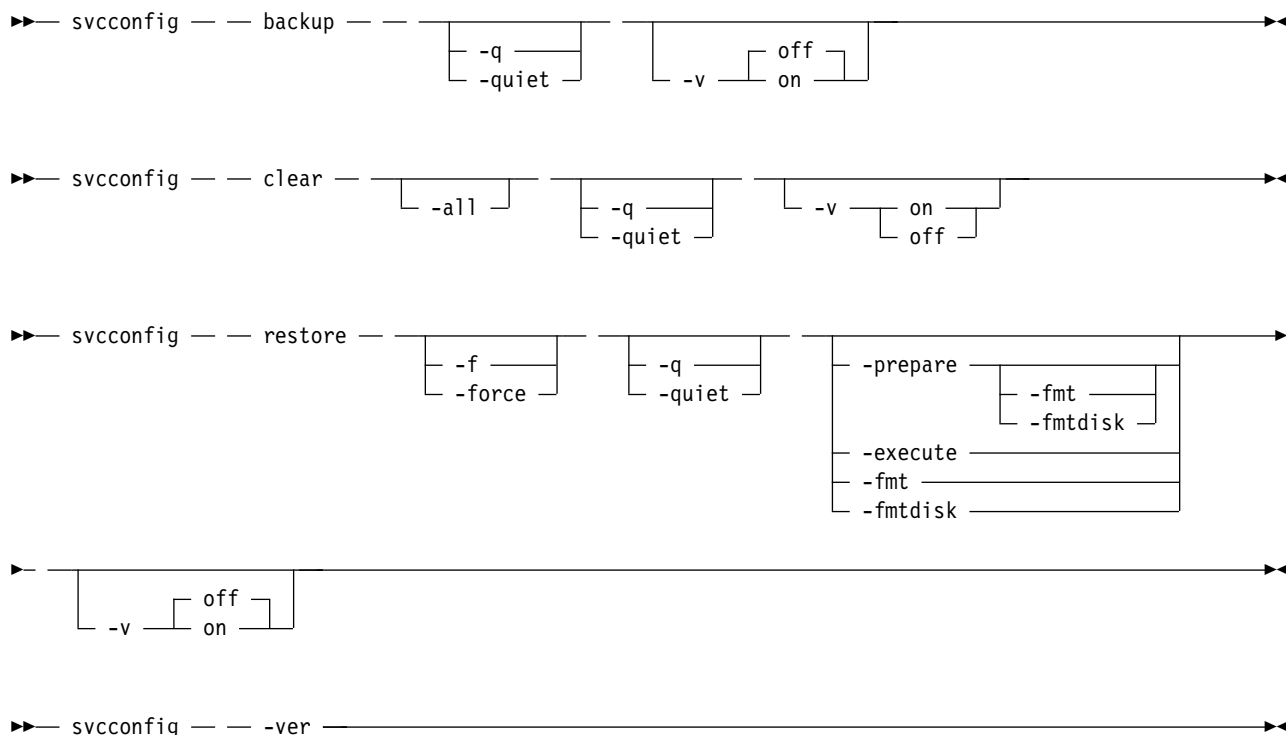 svcconfig backup
-q
-quiet
off
-v on
svcconfig clear
-all
-q
-quiet
-v on
off
svcconfig restore
-f
-force
-q
-quiet
-prepare
-fmt
-fmtdisk
-execute
-fmt
-fmtdisk
off
-v on
svcconfig -ver